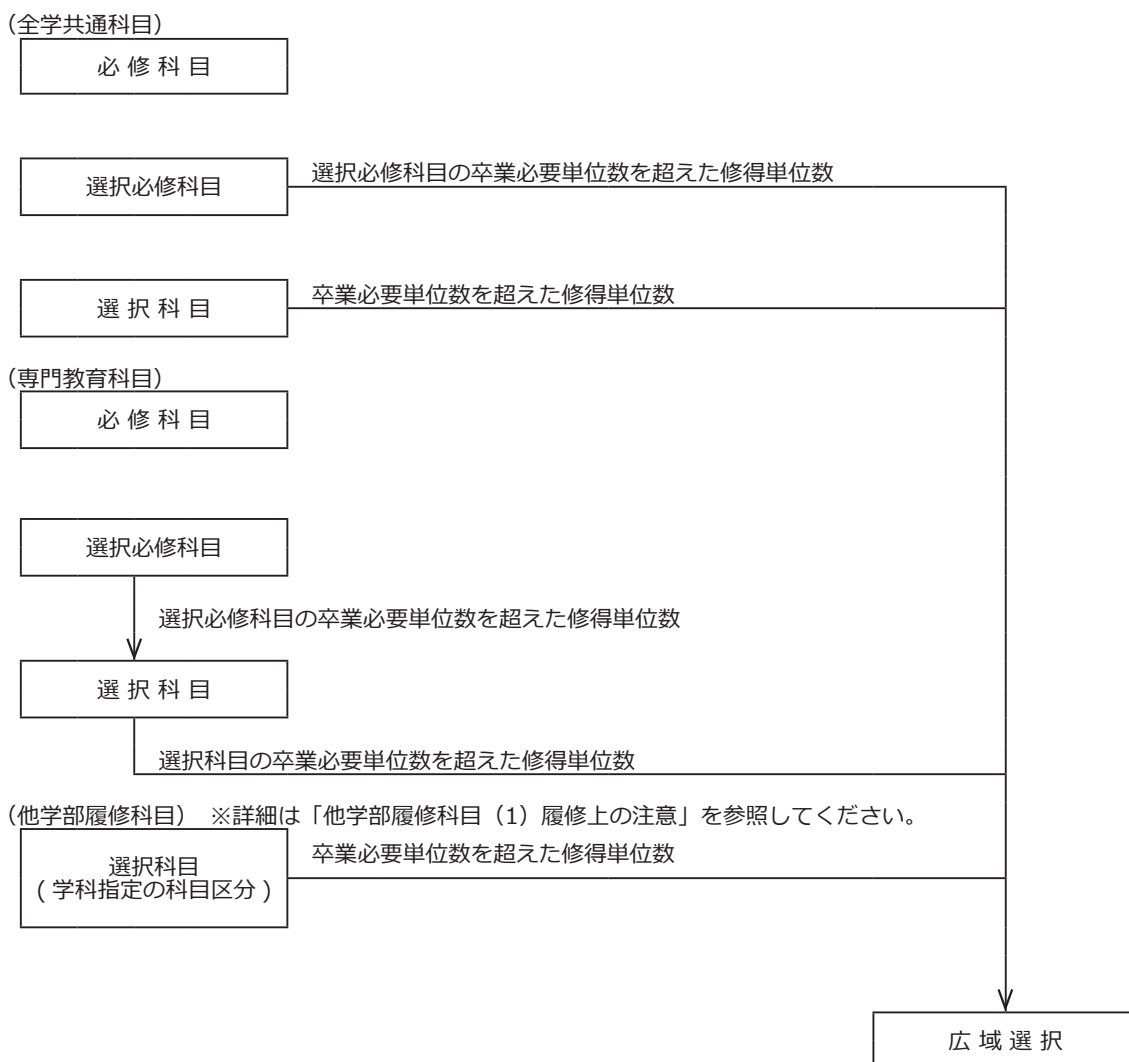 （全学共通科目）
必 修 科 目
選択必修科目
選択必修科目の卒業必要単位数を超えた修得単位数
選 択 科 目
卒業必要単位数を超えた修得単位数
（専門教育科目）
必 修 科 目
選択必修科目
選択必修科目の卒業必要単位数を超えた修得単位数
選 択 科 目
選択科目の卒業必要単位数を超えた修得単位数
（他学部履修科目） ※詳細は「他学部履修科目（1）履修上の注意」を参照してください。
選択科目
( 学科指定の科目区分 )
卒業必要単位数を超えた修得単位数
広 域 選 択